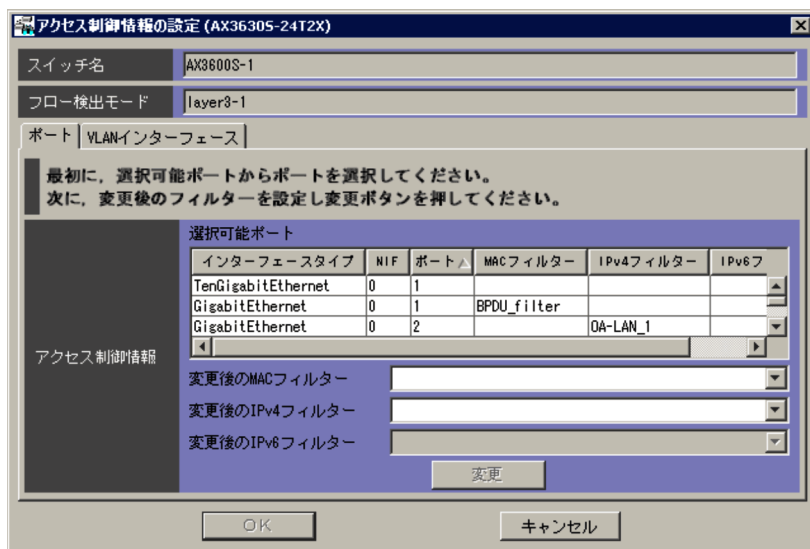 アクセス制御情報の設定 (AX3630S-24T2X)
スイッチ名 AX3600S-1
フロー検出モード layer3-1
ポート VLANインターフェース
最初に，選択可能ポートからポートを選択してください。
次に，変更後のフィルターを設定し変更ボタンを押してください。
選択可能ポート
インターフェースタイプ NIF ポート MACフィルター IPv4フィルター IPv6フ
TenGigabitEthernet 0 1
GigabitEthernet 0 1 BPDU_filter
GigabitEthernet 0 2 OA-LAN_1
アクセス制御情報
変更後のMACフィルター
変更後のIPv4フィルター
変更後のIPv6フィルター
変更
OK キャンセル